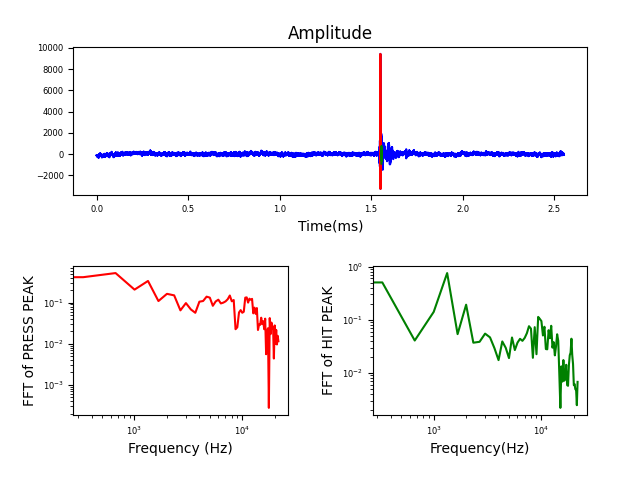 Amplitude
10000
8000
6000
4000
2000
0
−2000
0.0 0.5 1.0 1.5 2.0 2.5
Time(ms)
FFT of PRESS PEAK
10⁻¹
10⁻²
10⁻³
10³ 10⁴
Frequency (Hz)
FFT of HIT PEAK
10⁰
10⁻¹
10⁻²
10³ 10⁴
Frequency(Hz)